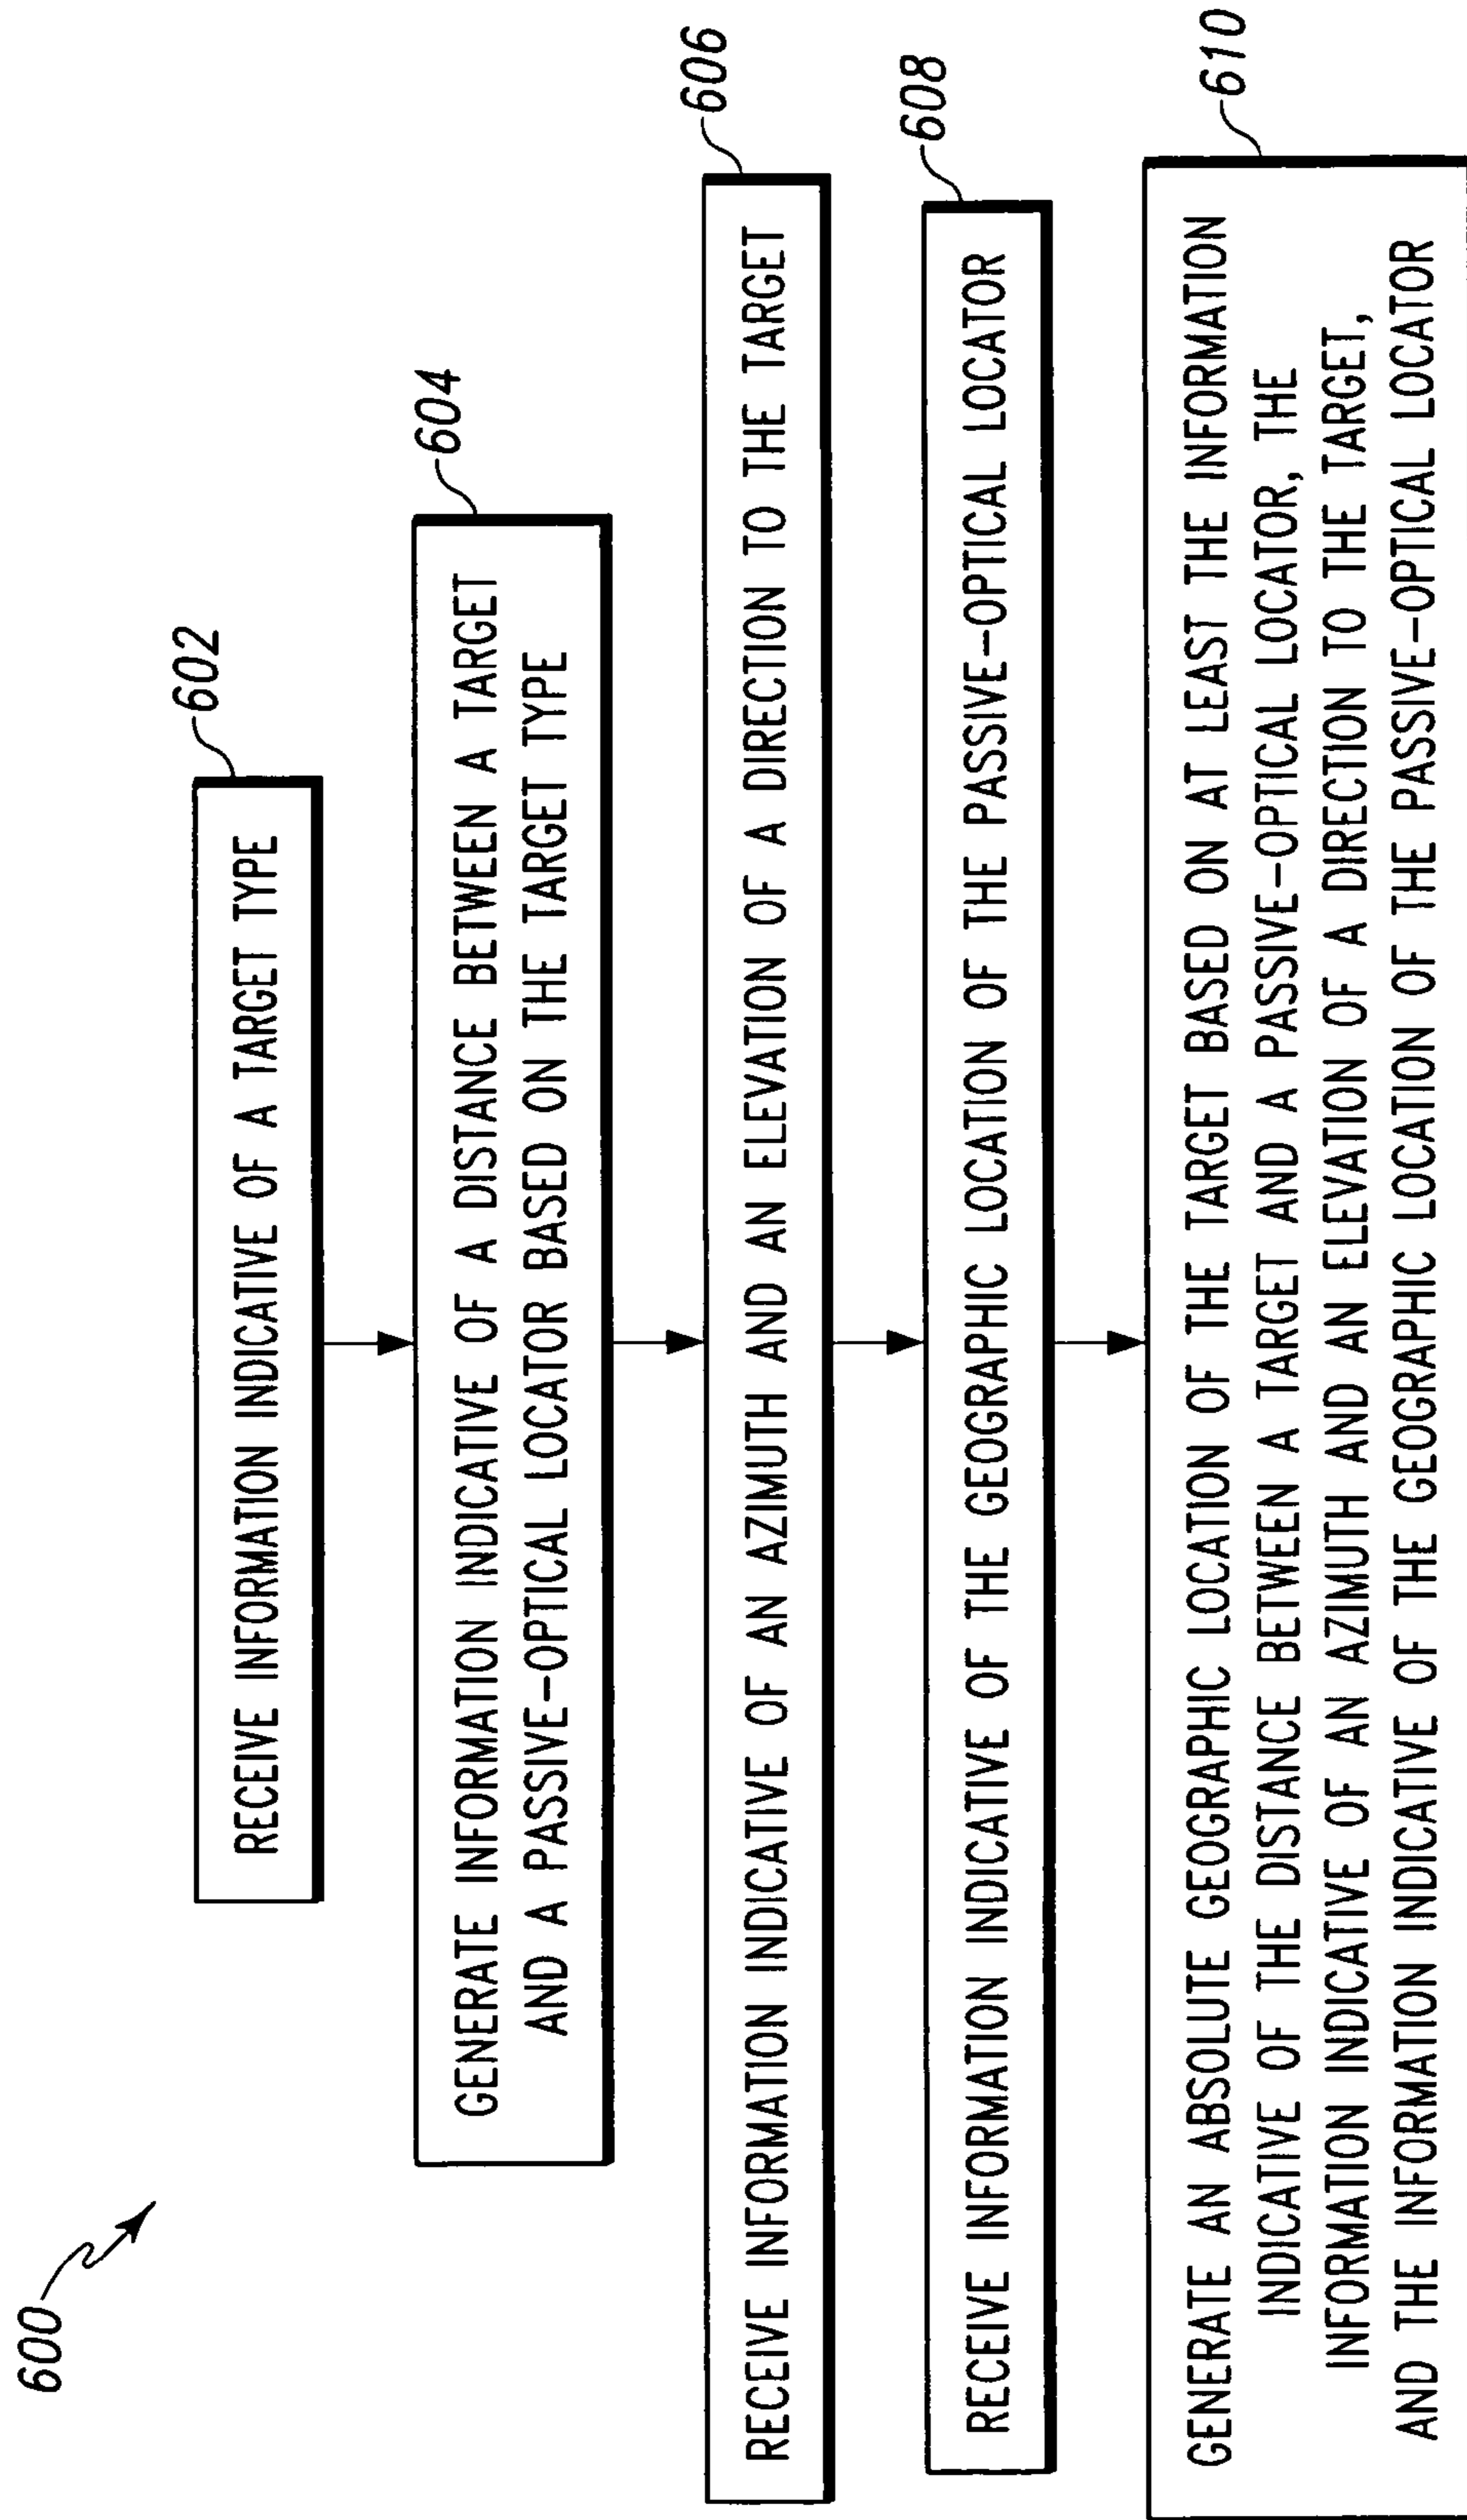 600
602
RECEIVE INFORMATION INDICATIVE OF A TARGET TYPE
604
GENERATE INFORMATION INDICATIVE OF A DISTANCE BETWEEN A TARGET
AND A PASSIVE-OPTICAL LOCATOR BASED ON THE TARGET TYPE
606
RECEIVE INFORMATION INDICATIVE OF AN AZIMUTH AND AN ELEVATION OF A DIRECTION TO THE TARGET
608
RECEIVE INFORMATION INDICATIVE OF THE GEOGRAPHIC LOCATION OF THE PASSIVE-OPTICAL LOCATOR
610
GENERATE AN ABSOLUTE GEOGRAPHIC LOCATION OF THE TARGET BASED ON AT LEAST THE INFORMATION
INDICATIVE OF THE DISTANCE BETWEEN A TARGET AND A PASSIVE-OPTICAL LOCATOR, THE
INFORMATION INDICATIVE OF AN AZIMUTH AND AN ELEVATION OF A DIRECTION TO THE TARGET,
AND THE INFORMATION INDICATIVE OF THE GEOGRAPHIC LOCATION OF THE PASSIVE-OPTICAL LOCATOR